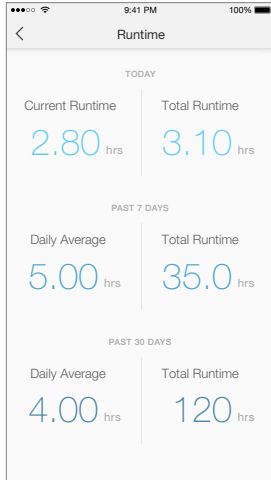 9:41 PM 100%
Runtime
TODAY
Current Runtime Total Runtime
2.80 hrs 3.10 hrs
PAST 7 DAYS
Daily Average Total Runtime
5.00 hrs 35.0 hrs
PAST 30 DAYS
Daily Average Total Runtime
4.00 hrs 120 hrs